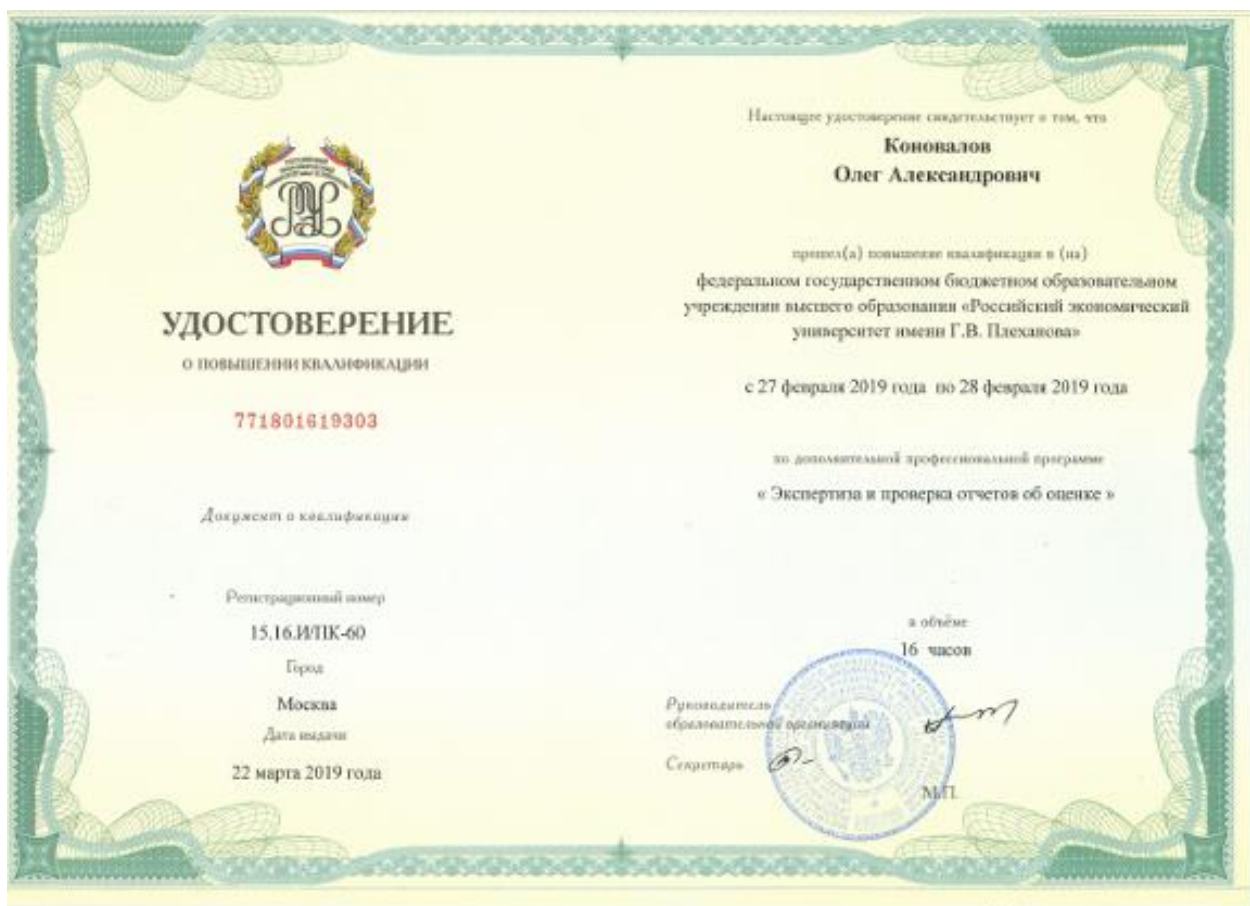 УДОСТОВЕРЕНИЕ
О ПОВЫШЕНИИ КВАЛИФИКАЦИИ
771801619303
Документ о квалификации
Регистрационный номер
15.16.И/ПК-60
Город
Москва
Дата выдачи
22 марта 2019 года
Настоящее удостоверение свидетельствует о том, что
Коновалов
Олег Александрович
прошел(а) повышение квалификации в (на)
федеральном государственном бюджетном образовательном
учреждении высшего образования «Российский экономический
университет имени Г.В. Плеханова»
с 27 февраля 2019 года по 28 февраля 2019 года
по дополнительной профессиональной программе
« Экспертиза и проверка отчетов об оценке »
в объёме
16 часов
Руководитель
образовательной организации
Секретарь
М.П.